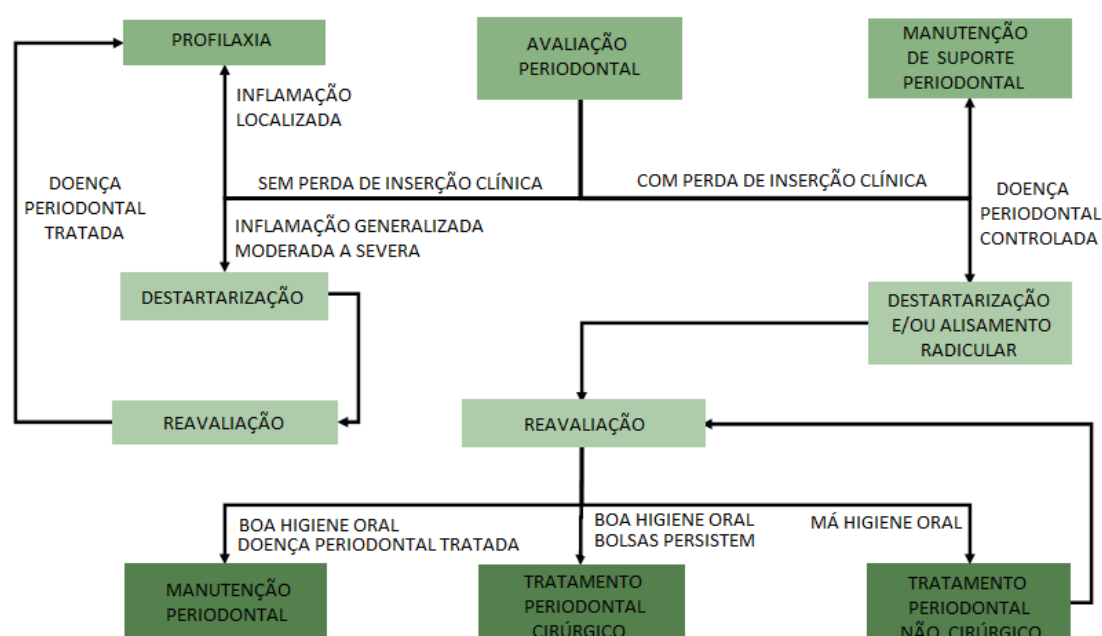 PROFILAXIA
AVALIAÇÃO
PERIODONTAL
MANUTENÇÃO
DE SUPORTE
PERIODONTAL
INFLAMAÇÃO
LOCALIZADA
DOENÇA
PERIODONTAL
TRATADA
SEM PERDA DE INSERÇÃO CLÍNICA
COM PERDA DE INSERÇÃO CLÍNICA
DOENÇA
PERIODONTAL
CONTROLADA
INFLAMAÇÃO GENERALIZADA
MODERADA A SEVERA
DESTARTARIZAÇÃO
DESTARTARIZAÇÃO
E/OU ALISAMENTO
RADICULAR
REAVALIAÇÃO
REAVALIAÇÃO
BOA HIGIENE ORAL
DOENÇA PERIODONTAL TRATADA
BOA HIGIENE ORAL
BOLSAS PERSISTEM
MÁ HIGIENE ORAL
MANUTENÇÃO
PERIODONTAL
TRATAMENTO
PERIODONTAL
CIRÚRGICO
TRATAMENTO
PERIODONTAL
NÃO CIRÚRGICO